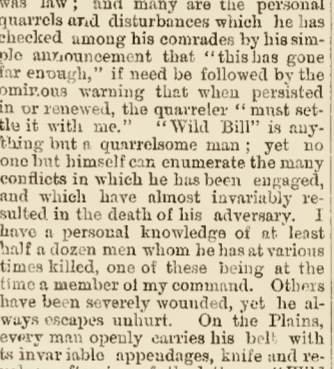 was law; and many are the personal
quarrels and disturbances which he has
checked among his comrades by his sim-
ple announcement that "this has gone
far enough," if need be followed by the
ominous warning that when persisted
in or renewed, the quarreler "must set-
tle it with me." "Wild Bill" is any-
thing but a quarrelsome man; yet no
one but himself can enumerate the many
conflicts in which he has been engaged,
and which have almost invariably re-
sulted in the death of his adversary. I
have a personal knowledge of at least
half a dozen men whom he has at various
times killed, one of these being at the
time a member of my command. Others
have been severely wounded, yet he al-
ways escapes unhurt. On the Plains,
every man openly carries his belt with
its invariable appendages, knife and re-